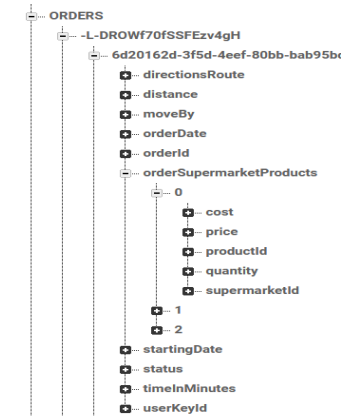 ORDERS
-L-DROWf70fSSFEzv4gH
6d20162d-3f5d-4eef-80bb-bab95bc
directionsRoute
distance
moveBy
orderDate
orderId
orderSupermarketProducts
0
cost
price
productId
quantity
supermarketId
1
2
startingDate
status
timeInMinutes
userKeyId